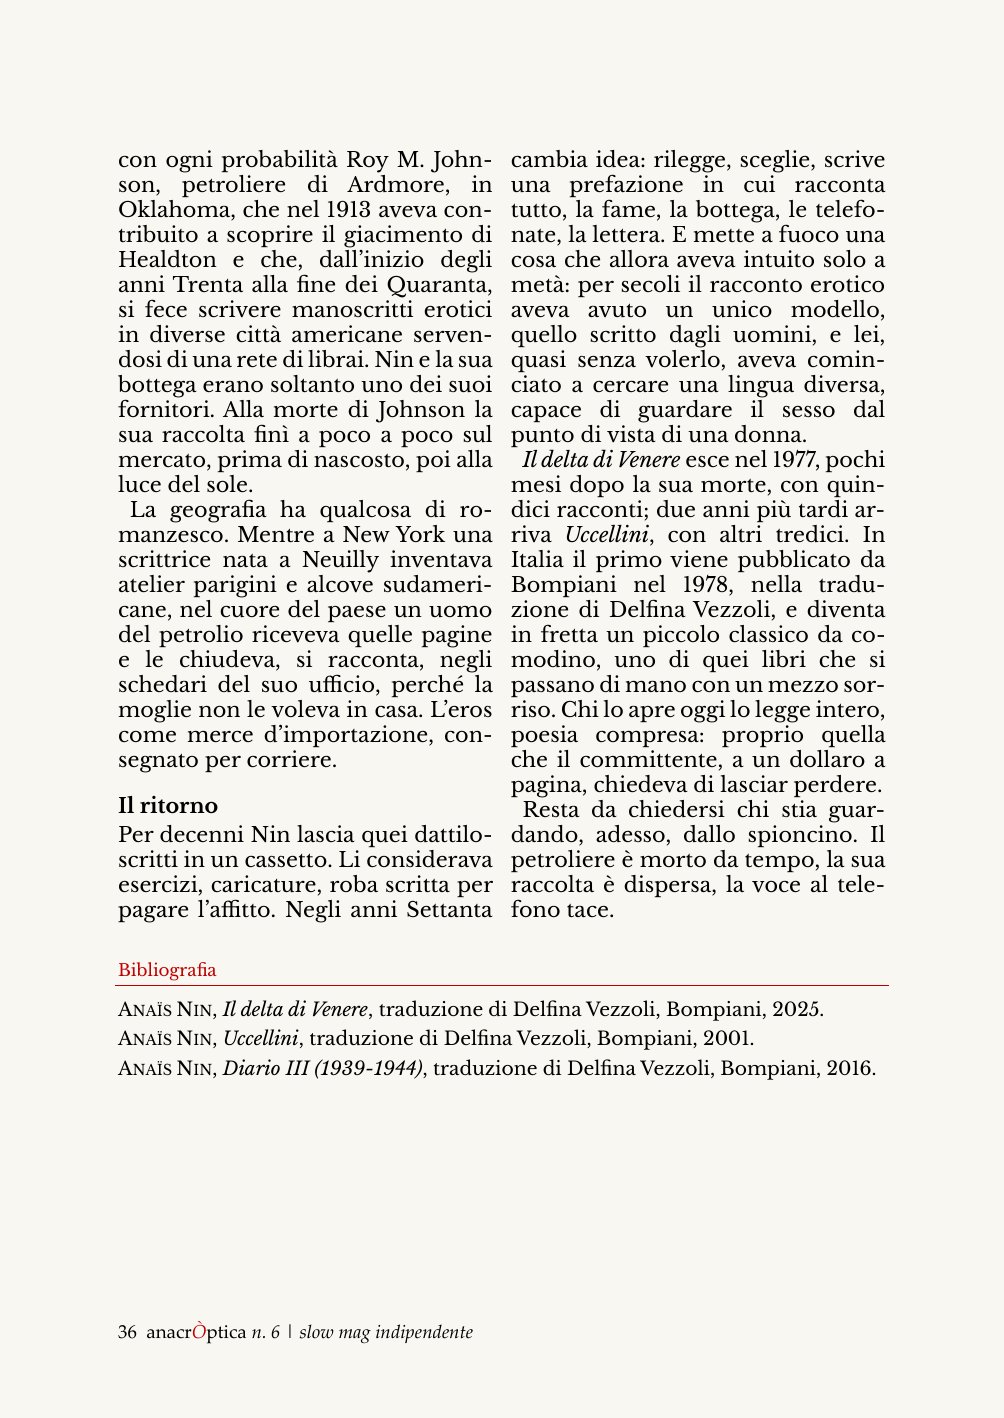 con ogni probabilità Roy M. John-
son, petroliere di Ardmore, in
Oklahoma, che nel 1913 aveva con-
tribuito a scoprire il giacimento di
Healdton e che, dall’inizio degli
anni Trenta alla fine dei Quaranta,
si fece scrivere manoscritti erotici
in diverse città americane serven-
dosi di una rete di librai. Nin e la sua
bottega erano soltanto uno dei suoi
fornitori. Alla morte di Johnson la
sua raccolta finì a poco a poco sul
mercato, prima di nascosto, poi alla
luce del sole.
La geografia ha qualcosa di ro-
manzesco. Mentre a New York una
scrittrice nata a Neuilly inventava
atelier parigini e alcove sudameri-
cane, nel cuore del paese un uomo
del petrolio riceveva quelle pagine
e le chiudeva, si racconta, negli
schedari del suo ufficio, perché la
moglie non le voleva in casa. L’eros
come merce d’importazione, con-
segnato per corriere.
Il ritorno
Per decenni Nin lascia quei dattilo-
scritti in un cassetto. Li considerava
esercizi, caricature, roba scritta per
pagare l’affitto. Negli anni Settanta
cambia idea: rilegge, sceglie, scrive
una prefazione in cui racconta
tutto, la fame, la bottega, le telefo-
nate, la lettera. E mette a fuoco una
cosa che allora aveva intuito solo a
metà: per secoli il racconto erotico
aveva avuto un unico modello,
quello scritto dagli uomini, e lei,
quasi senza volerlo, aveva comin-
ciato a cercare una lingua diversa,
capace di guardare il sesso dal
punto di vista di una donna.
Il delta di Venere esce nel 1977, pochi
mesi dopo la sua morte, con quin-
dici racconti; due anni più tardi ar-
riva Uccellini, con altri tredici. In
Italia il primo viene pubblicato da
Bompiani nel 1978, nella tradu-
zione di Delfina Vezzoli, e diventa
in fretta un piccolo classico da co-
modino, uno di quei libri che si
passano di mano con un mezzo sor-
riso. Chi lo apre oggi lo legge intero,
poesia compresa: proprio quella
che il committente, a un dollaro a
pagina, chiedeva di lasciar perdere.
Resta da chiedersi chi stia guar-
dando, adesso, dallo spioncino. Il
petroliere è morto da tempo, la sua
raccolta è dispersa, la voce al tele-
fono tace.
Bibliografia
Anaïs Nin, Il delta di Venere, traduzione di Delfina Vezzoli, Bompiani, 2025.
Anaïs Nin, Uccellini, traduzione di Delfina Vezzoli, Bompiani, 2001.
Anaïs Nin, Diario III (1939-1944), traduzione di Delfina Vezzoli, Bompiani, 2016.
36 anacrÒptica n. 6 | slow mag indipendente